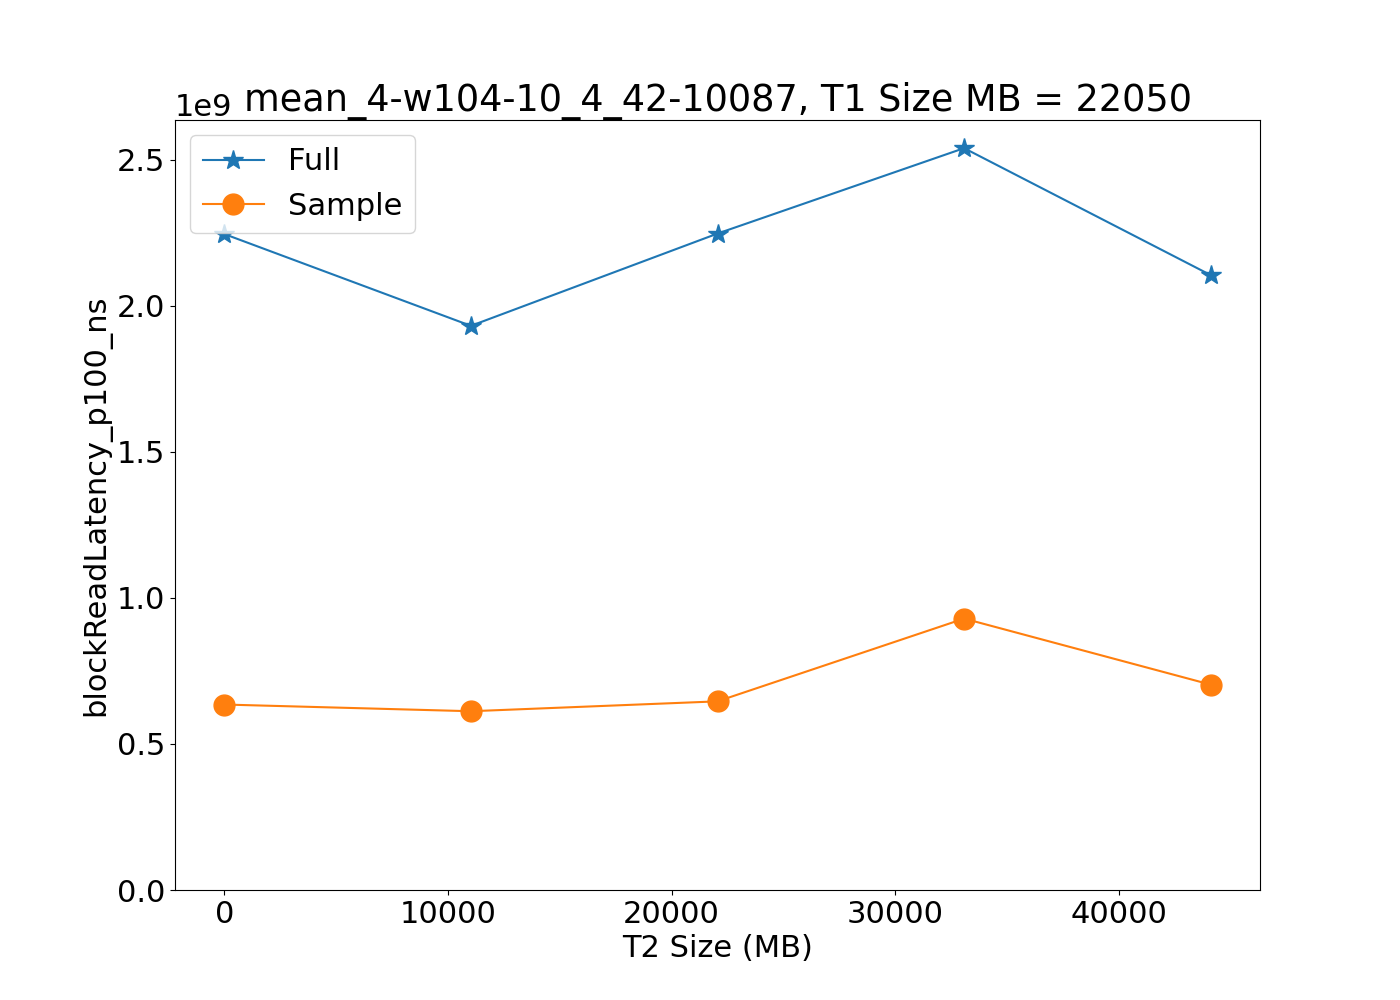 1e9
mean_4-w104-10_4_42-10087, T1 Size MB = 22050
Full
Sample
2.5
2.0
1.5
1.0
0.5
0.0
blockReadLatency_p100_ns
0 10000 20000 30000 40000
T2 Size (MB)